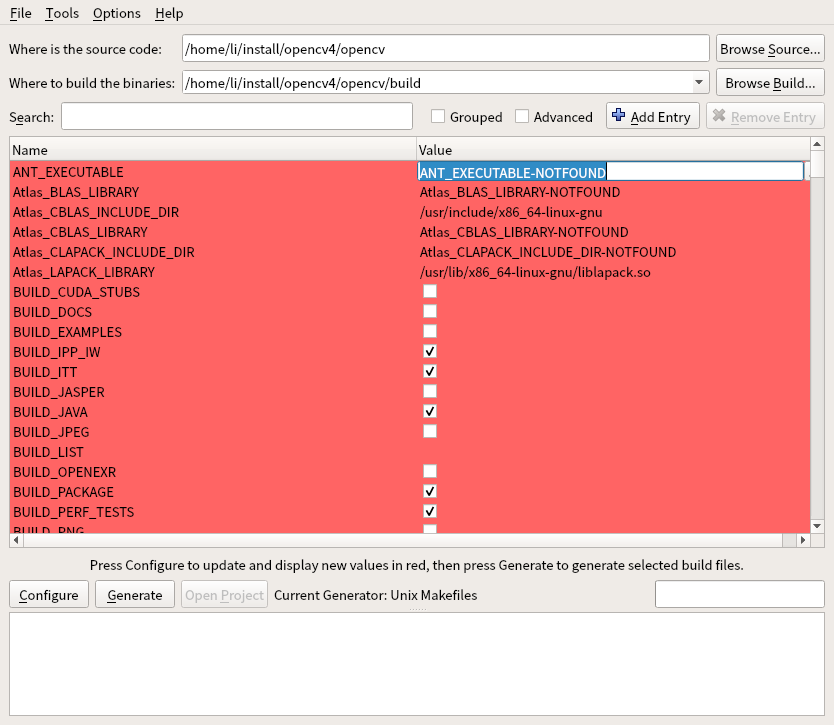 File Tools Options Help
Where is the source code: /home/li/install/opencv4/opencv Browse Source...
Where to build the binaries: /home/li/install/opencv4/opencv/build Browse Build...
Search: Grouped Advanced Add Entry Remove Entry
Name Value
ANT_EXECUTABLE ANT_EXECUTABLE-NOTFOUND
Atlas_BLAS_LIBRARY Atlas_BLAS_LIBRARY-NOTFOUND
Atlas_CBLAS_INCLUDE_DIR /usr/include/x86_64-linux-gnu
Atlas_CBLAS_LIBRARY Atlas_CBLAS_LIBRARY-NOTFOUND
Atlas_CLAPACK_INCLUDE_DIR Atlas_CLAPACK_INCLUDE_DIR-NOTFOUND
Atlas_LAPACK_LIBRARY /usr/lib/x86_64-linux-gnu/liblapack.so
BUILD_CUDA_STUBS
BUILD_DOCS
BUILD_EXAMPLES
BUILD_IPP_IW
BUILD_ITT
BUILD_JASPER
BUILD_JAVA
BUILD_JPEG
BUILD_LIST
BUILD_OPENEXR
BUILD_PACKAGE
BUILD_PERF_TESTS
BUILD_PNG
Press Configure to update and display new values in red, then press Generate to generate selected build files.
Configure Generate Open Project Current Generator: Unix Makefiles